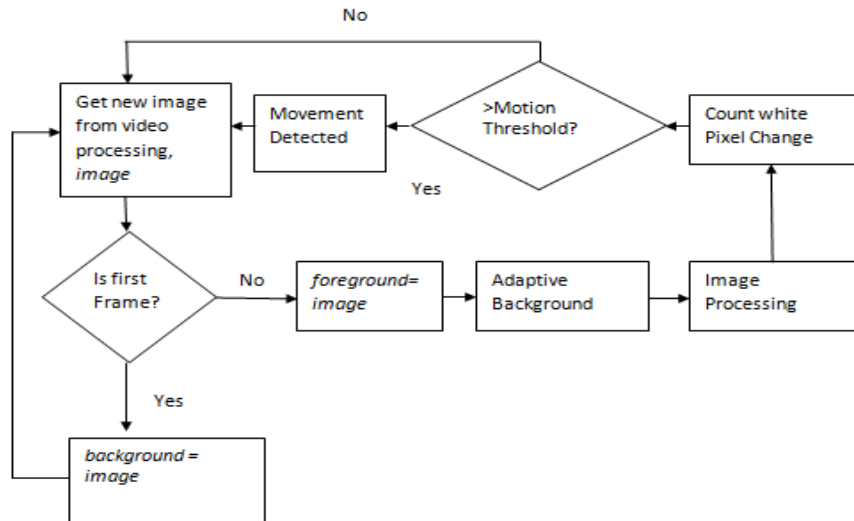 No
Get new image
from video
processing,
image
Movement
Detected
>Motion
Threshold?
Count white
Pixel Change
Yes
Is first
Frame?
No
foreground=
image
Adaptive
Background
Image
Processing
Yes
background =
image